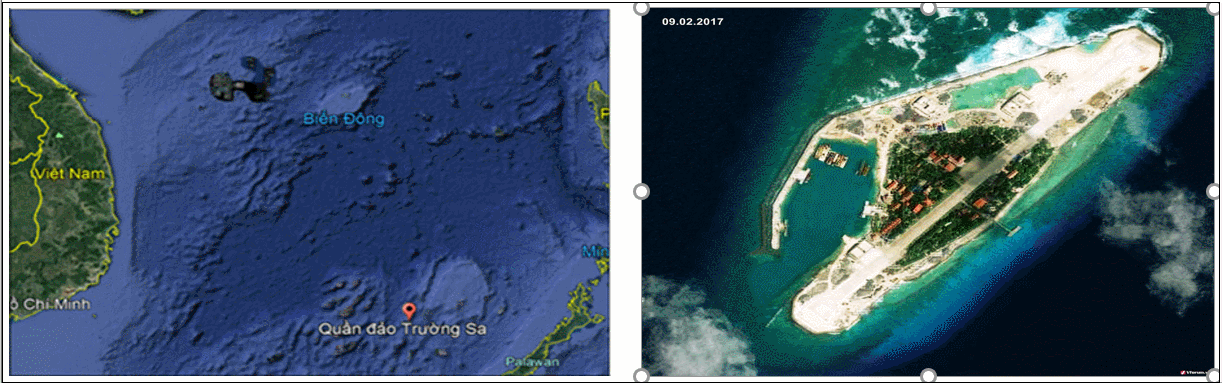 Biển Đông
Việt Nam
Chí Minh
Quần đảo Trường Sa
Palawan
09.02.2017